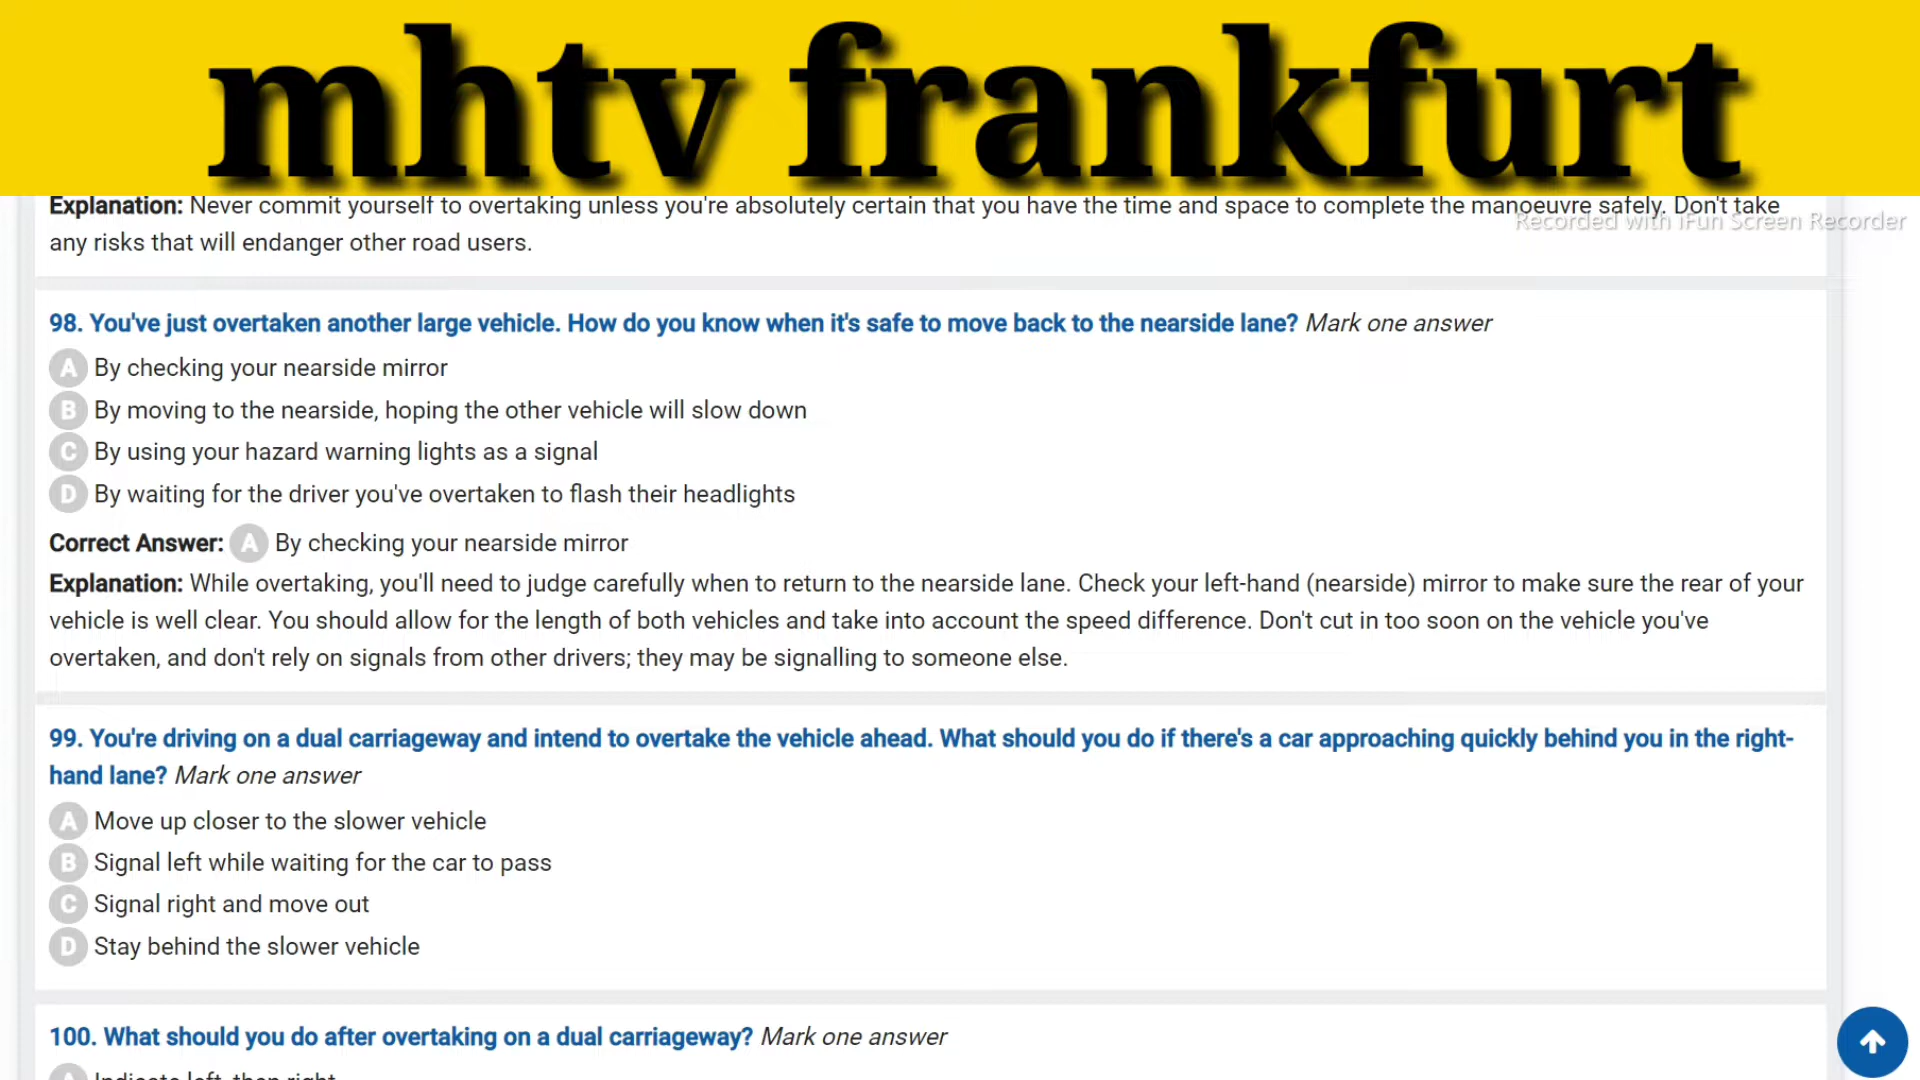 mhtv frankfurt
Explanation: Never commit yourself to overtaking unless you're absolutely certain that you have the time and space to complete the manoeuvre safely. Don't take
Recorded with iFun Screen Recorder
any risks that will endanger other road users.
98. You've just overtaken another large vehicle. How do you know when it's safe to move back to the nearside lane? Mark one answer
A By checking your nearside mirror
B By moving to the nearside, hoping the other vehicle will slow down
C By using your hazard warning lights as a signal
D By waiting for the driver you've overtaken to flash their headlights
Correct Answer: A By checking your nearside mirror
Explanation: While overtaking, you'll need to judge carefully when to return to the nearside lane. Check your left-hand (nearside) mirror to make sure the rear of your
vehicle is well clear. You should allow for the length of both vehicles and take into account the speed difference. Don't cut in too soon on the vehicle you've
overtaken, and don't rely on signals from other drivers; they may be signalling to someone else.
99. You're driving on a dual carriageway and intend to overtake the vehicle ahead. What should you do if there's a car approaching quickly behind you in the right-
hand lane? Mark one answer
A Move up closer to the slower vehicle
B Signal left while waiting for the car to pass
C Signal right and move out
D Stay behind the slower vehicle
100. What should you do after overtaking on a dual carriageway? Mark one answer
A Indicate left, then right